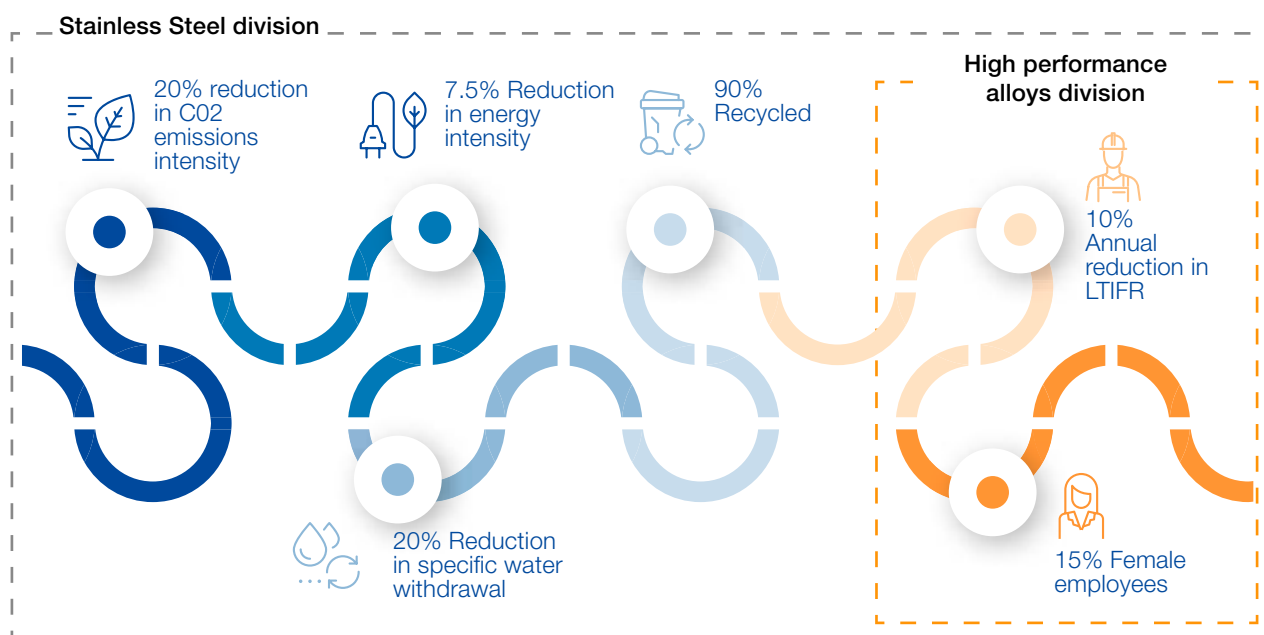 Stainless Steel division
20% reduction
in C02
emissions
intensity
7.5% Reduction
in energy
intensity
90%
Recycled
High performance
alloys division
10%
Annual
reduction in
LTIFR
20% Reduction
in specific water
withdrawal
15% Female
employees